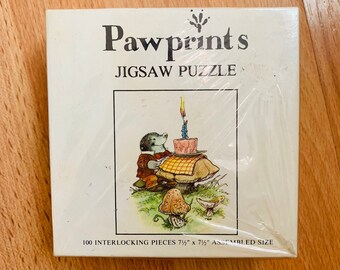 Pawprints
JIGSAW PUZZLE
100 INTERLOCKING PIECES 7½" x 7½" ASSEMBLED SIZE